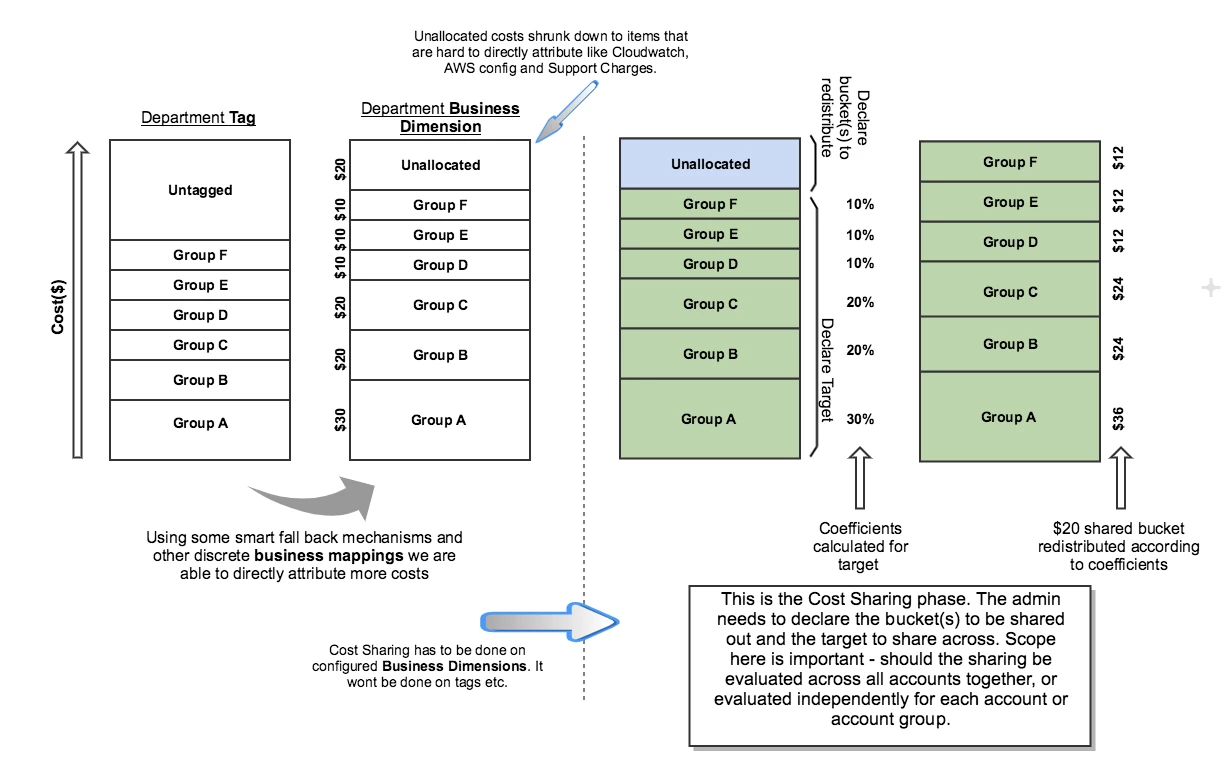 Unallocated costs shrunk down to items that
are hard to directly attribute like Cloudwatch,
AWS config and Support Charges.
Department Tag
Cost($)
Untagged
Group F
Group E
Group D
Group C
Group B
Group A
Department Business
Dimension
$20
Unallocated
$10
Group F
$10
Group E
$10
Group D
$20
Group C
$20
Group B
$30
Group A
Unallocated
Group F
Group E
Group D
Group C
Group B
Group A
Declare
bucket(s) to
redistribute
Declare Target
10%
10%
10%
20%
20%
30%
Group F
$12
Group E
$12
Group D
$12
Group C
$24
Group B
$24
Group A
$36
Using some smart fall back mechanisms and
other discrete business mappings we are
able to directly attribute more costs
Coefficients
calculated for
target
$20 shared bucket
redistributed according
to coefficients
Cost Sharing has to be done on
configured Business Dimensions. It
wont be done on tags etc.
This is the Cost Sharing phase. The admin
needs to declare the bucket(s) to be shared
out and the target to share across. Scope
here is important - should the sharing be
evaluated across all accounts together, or
evaluated independently for each account or
account group.